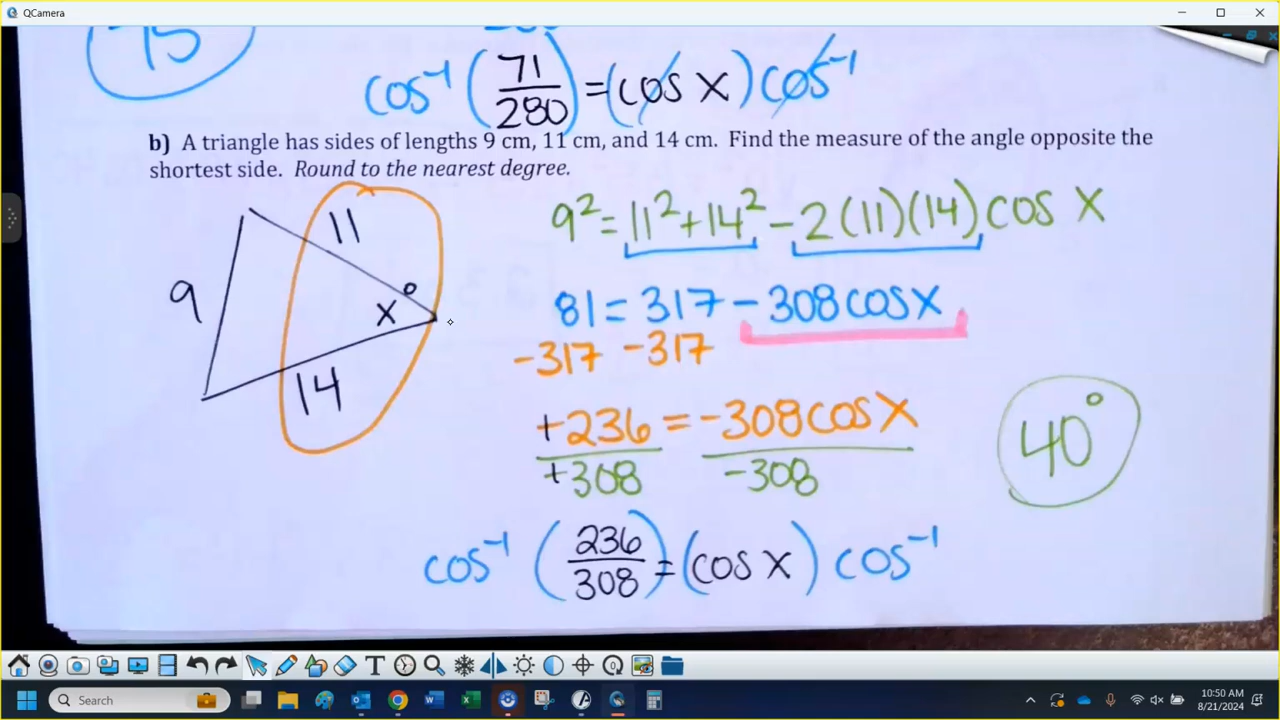 QCamera
75
cos⁻¹ (71/280) = (cos x) cos⁻¹
b) A triangle has sides of lengths 9 cm, 11 cm, and 14 cm. Find the measure of the angle opposite the
shortest side. Round to the nearest degree.
11
9
x°
14
9² = 11² + 14² - 2(11)(14) cos x
81 = 317 - 308 cos x
-317 -317
+236 = -308 cos x
+308 -308
40°
cos⁻¹ (236/308) = (cos x) cos⁻¹
Search
10:50 AM
8/21/2024